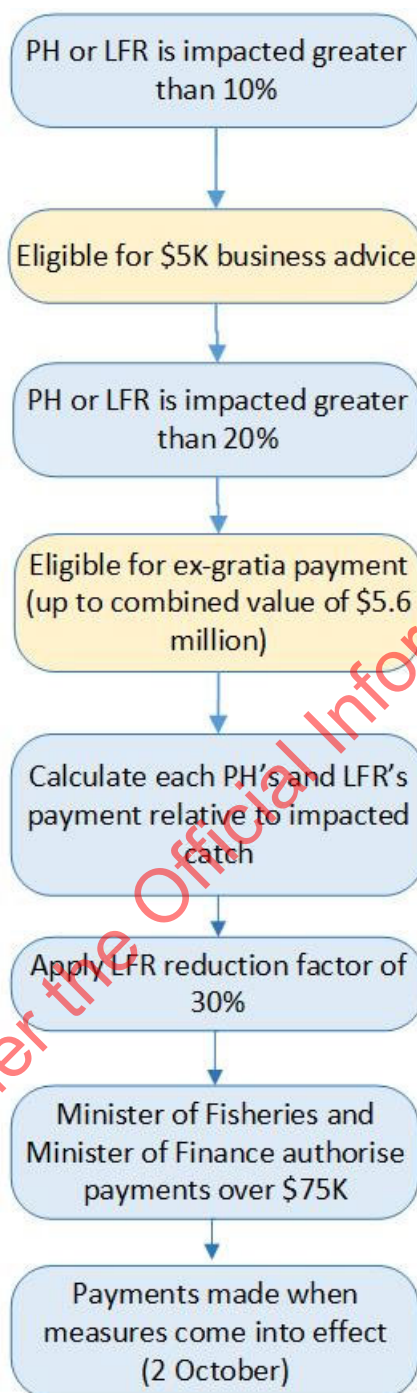 PH or LFR is impacted greater
than 10%
Eligible for $5K business advice
PH or LFR is impacted greater
than 20%
Eligible for ex-gratia payment
(up to combined value of $5.6
million)
Calculate each PH's and LFR's
payment relative to impacted
catch
Apply LFR reduction factor of
30%
Minister of Fisheries and
Minister of Finance authorise
payments over $75K
Payments made when
measures come into effect
(2 October)
the Official